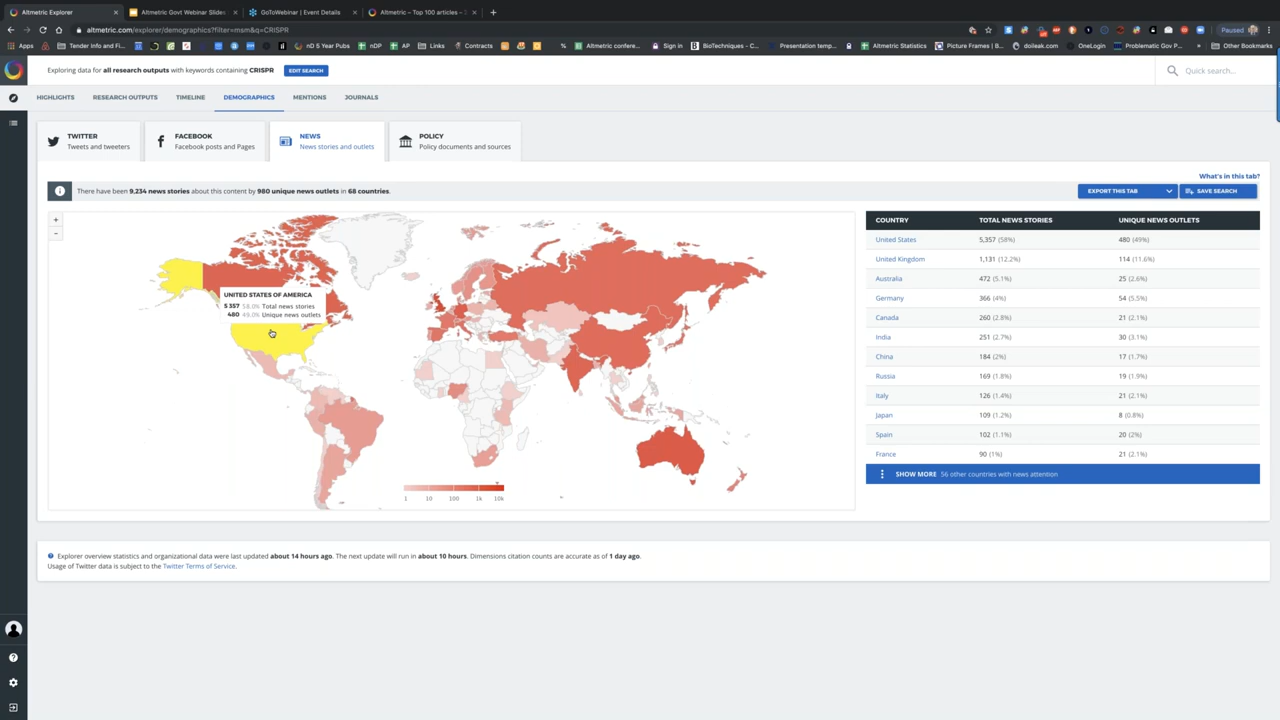 Altmetric Explorer
Altmetric Govt Webinar Slides
GoToWebinar | Event Details
Altmetric – Top 100 articles –
altmetric.com/explorer/demographics?filter=msm&q=CRISPR
Paused
Apps
Tender Info and Fi...
nD 5 Year Pubs
nDP
AP
Links
Contracts
Altmetric confere...
Sign in
BioTechniques - C...
Presentation temp...
Altmetric Statistics
Picture Frames | B...
doileak.com
OneLogin
Problematic Gov P...
Other Bookmarks
Exploring data for all research outputs with keywords containing CRISPR
EDIT SEARCH
Quick search...
HIGHLIGHTS
RESEARCH OUTPUTS
TIMELINE
DEMOGRAPHICS
MENTIONS
JOURNALS
TWITTER
Tweets and tweeters
FACEBOOK
Facebook posts and Pages
NEWS
News stories and outlets
POLICY
Policy documents and sources
What's in this tab?
There have been 9,234 news stories about this content by 980 unique news outlets in 68 countries.
EXPORT THIS TAB
SAVE SEARCH
+
-
UNITED STATES OF AMERICA
5 357 58.0% Total news stories
480 49.0% Unique news outlets
1 10 100 1k 10k
COUNTRY TOTAL NEWS STORIES UNIQUE NEWS OUTLETS
United States 5,357 (58%) 480 (49%)
United Kingdom 1,131 (12.2%) 114 (11.6%)
Australia 472 (5.1%) 25 (2.6%)
Germany 366 (4%) 54 (5.5%)
Canada 260 (2.8%) 21 (2.1%)
India 251 (2.7%) 30 (3.1%)
China 184 (2%) 17 (1.7%)
Russia 169 (1.8%) 19 (1.9%)
Italy 126 (1.4%) 21 (2.1%)
Japan 109 (1.2%) 8 (0.8%)
Spain 102 (1.1%) 20 (2%)
France 90 (1%) 21 (2.1%)
SHOW MORE 56 other countries with news attention
Explorer overview statistics and organizational data were last updated about 14 hours ago. The next update will run in about 10 hours. Dimensions citation counts are accurate as of 1 day ago.
Usage of Twitter data is subject to the Twitter Terms of Service.